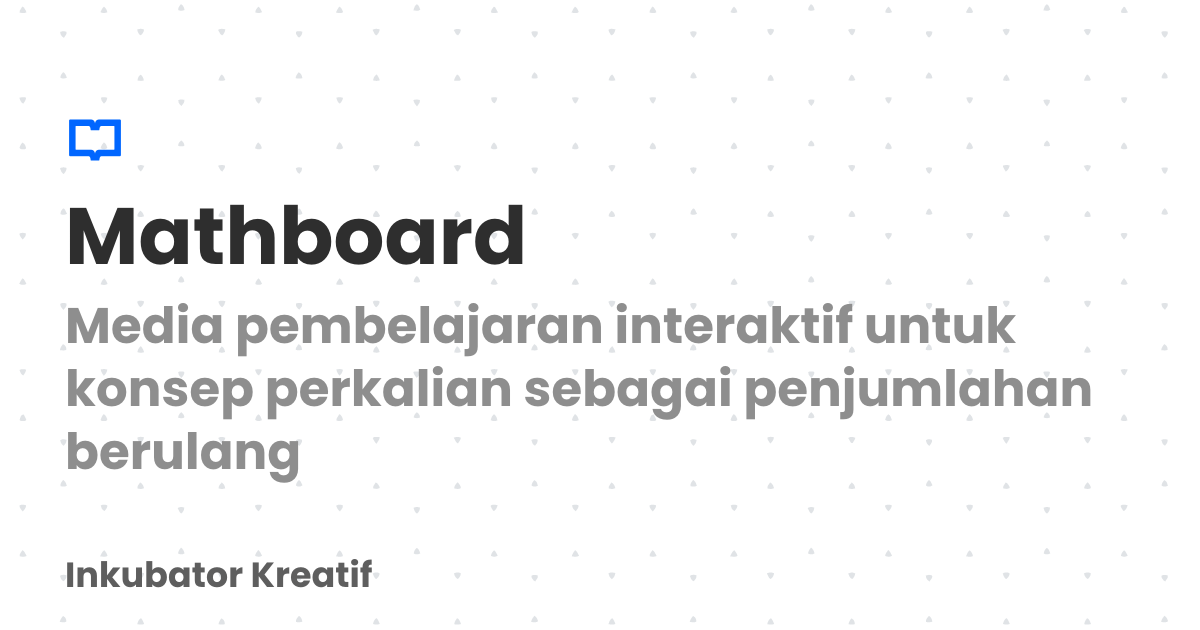 Mathboard
Media pembelajaran interaktif untuk
konsep perkalian sebagai penjumlahan
berulang
Inkubator Kreatif